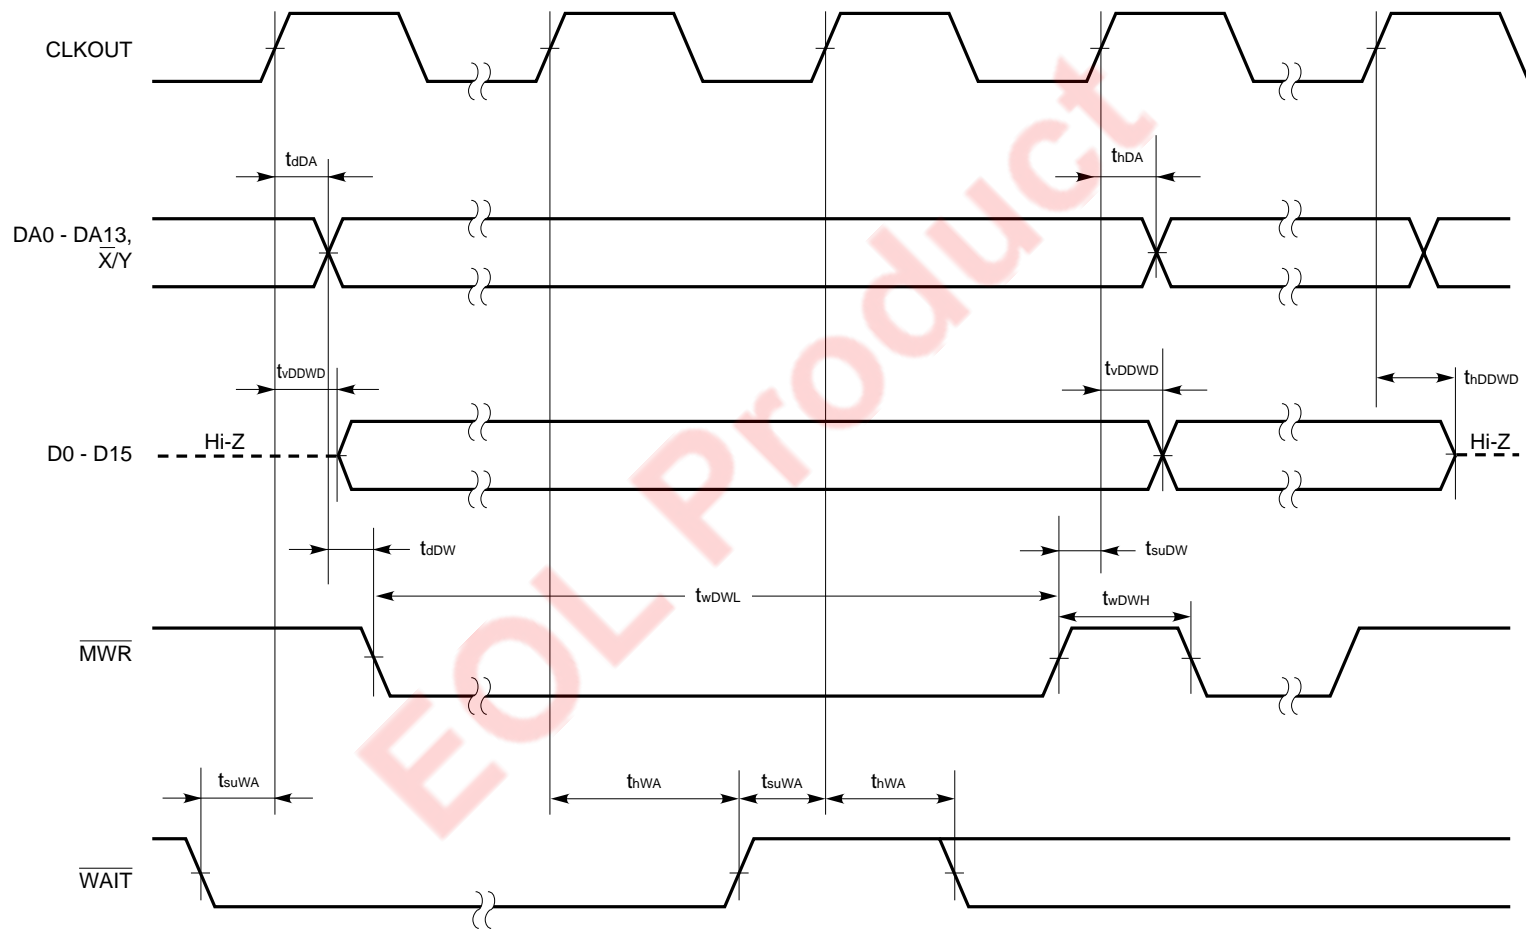 CLKOUT
tdDA
thDA
DA0 - DA13,
X/Y
tvDDWD
tvDDWD
thDDWD
D0 - D15
Hi-Z
Hi-Z
tdDW
tsuDW
twDWL
twDWH
MWR
tsuWA
thWA
tsuWA
thWA
WAIT
EOL Product